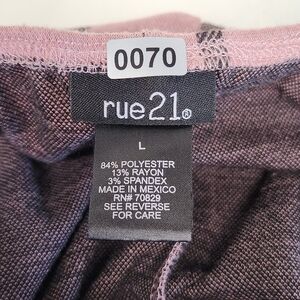 0070
rue21®
L
84% POLYESTER
13% RAYON
3% SPANDEX
MADE IN MEXICO
RN# 70829
SEE REVERSE
FOR CARE